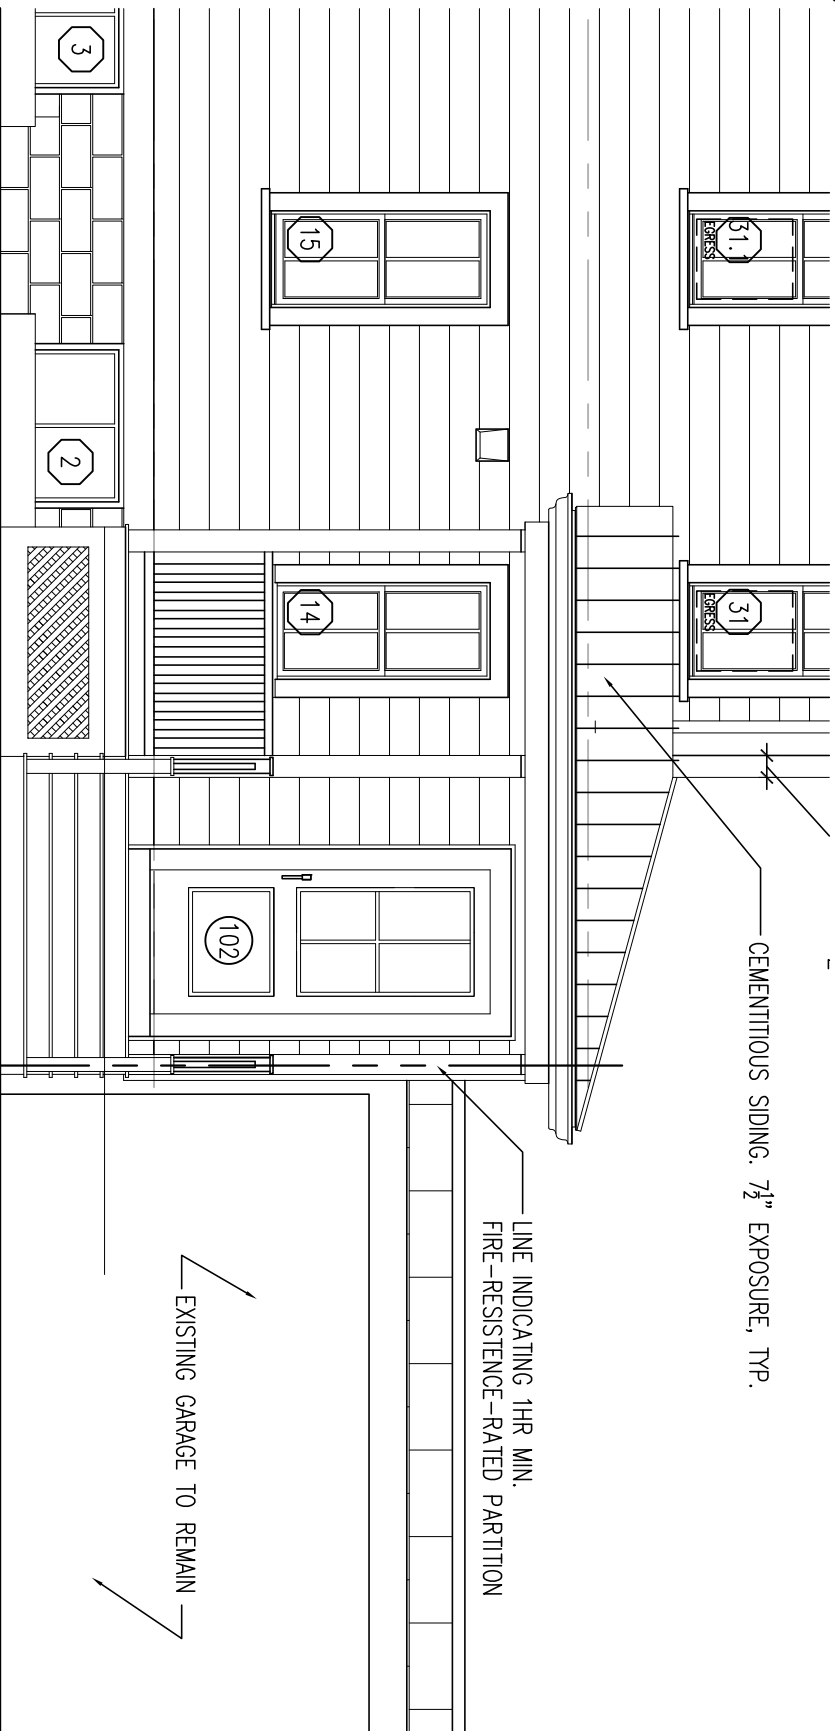 31.1
EGRESS
31
EGRESS
CEMENTITIOUS SIDING. 7½" EXPOSURE, TYP.
15
14
LINE INDICATING 1HR MIN.
FIRE-RESISTENCE-RATED PARTITION
102
EXISTING GARAGE TO REMAIN
3
2